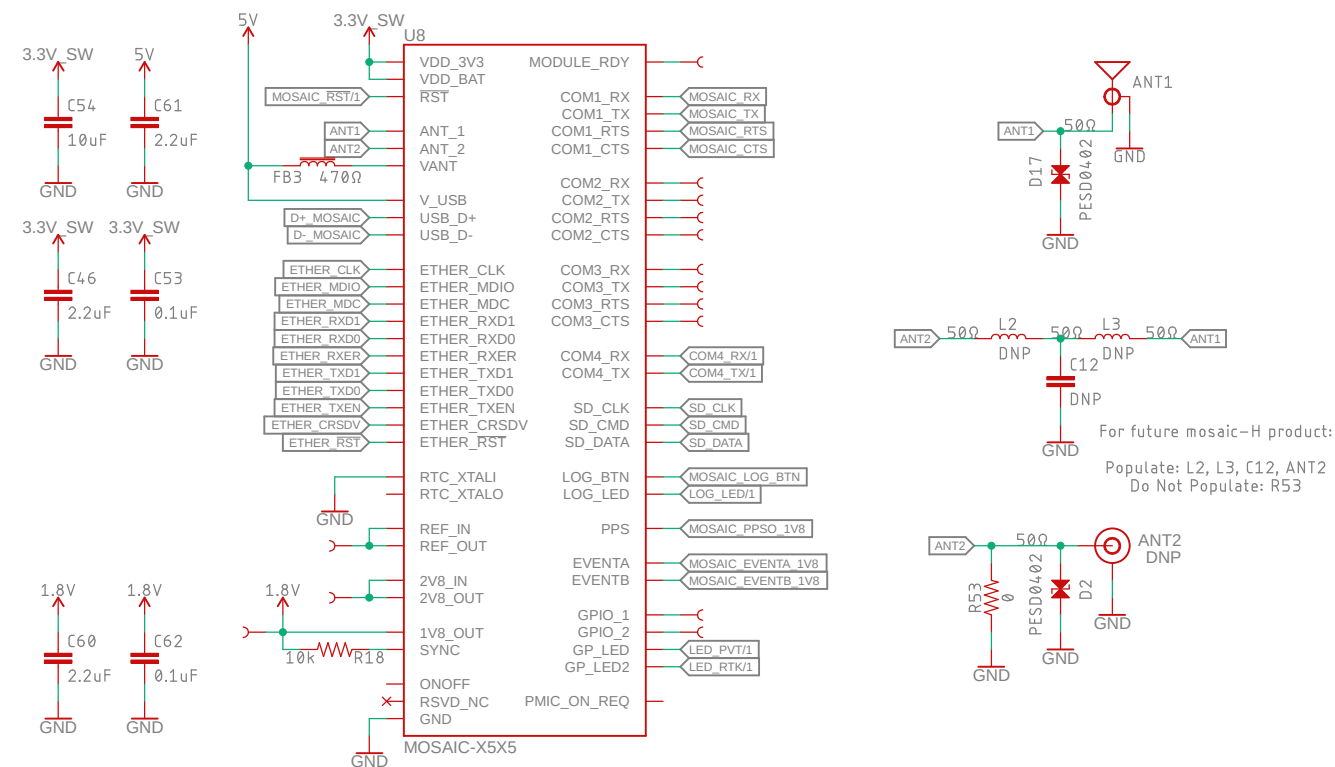 5V
3.3V_SW
U8
3.3V_SW
5V
C54
10uF
GND
C61
2.2uF
GND
3.3V_SW
3.3V_SW
C46
2.2uF
GND
C53
0.1uF
GND
1.8V
1.8V
C60
2.2uF
GND
C62
0.1uF
GND
MOSAIC_RST/1
ANT1
ANT2
FB3
470Ω
D+_MOSAIC
D-_MOSAIC
ETHER_CLK
ETHER_MDIO
ETHER_MDC
ETHER_RXD1
ETHER_RXD0
ETHER_RXER
ETHER_TXD1
ETHER_TXD0
ETHER_TXEN
ETHER_CRSDV
ETHER_RST
GND
1.8V
10k
R18
GND
VDD_3V3
VDD_BAT
RST
ANT_1
ANT_2
VANT
V_USB
USB_D+
USB_D-
ETHER_CLK
ETHER_MDIO
ETHER_MDC
ETHER_RXD1
ETHER_RXD0
ETHER_RXER
ETHER_TXD1
ETHER_TXD0
ETHER_TXEN
ETHER_CRSDV
ETHER_RST
RTC_XTALI
RTC_XTALO
REF_IN
REF_OUT
2V8_IN
2V8_OUT
1V8_OUT
SYNC
ONOFF
RSVD_NC
GND
MOSAIC-X5X5
MODULE_RDY
COM1_RX
COM1_TX
COM1_RTS
COM1_CTS
COM2_RX
COM2_TX
COM2_RTS
COM2_CTS
COM3_RX
COM3_TX
COM3_RTS
COM3_CTS
COM4_RX
COM4_TX
SD_CLK
SD_CMD
SD_DATA
LOG_BTN
LOG_LED
PPS
EVENTA
EVENTB
GPIO_1
GPIO_2
GP_LED
GP_LED2
PMIC_ON_REQ
MOSAIC_RX
MOSAIC_TX
MOSAIC_RTS
MOSAIC_CTS
COM4_RX/1
COM4_TX/1
SD_CLK
SD_CMD
SD_DATA
MOSAIC_LOG_BTN
LOG_LED/1
MOSAIC_PPSO_1V8
MOSAIC_EVENTA_1V8
MOSAIC_EVENTB_1V8
LED_PVT/1
LED_RTK/1
ANT1
ANT1
50Ω
GND
D17
PESD0402
GND
ANT2
50Ω
L2
DNP
50Ω
L3
DNP
50Ω
ANT1
C12
DNP
GND
For future mosaic-H product:
Populate: L2, L3, C12, ANT2
Do Not Populate: R53
ANT2
50Ω
ANT2
DNP
R53
0
PESD0402
D2
GND
GND
GND